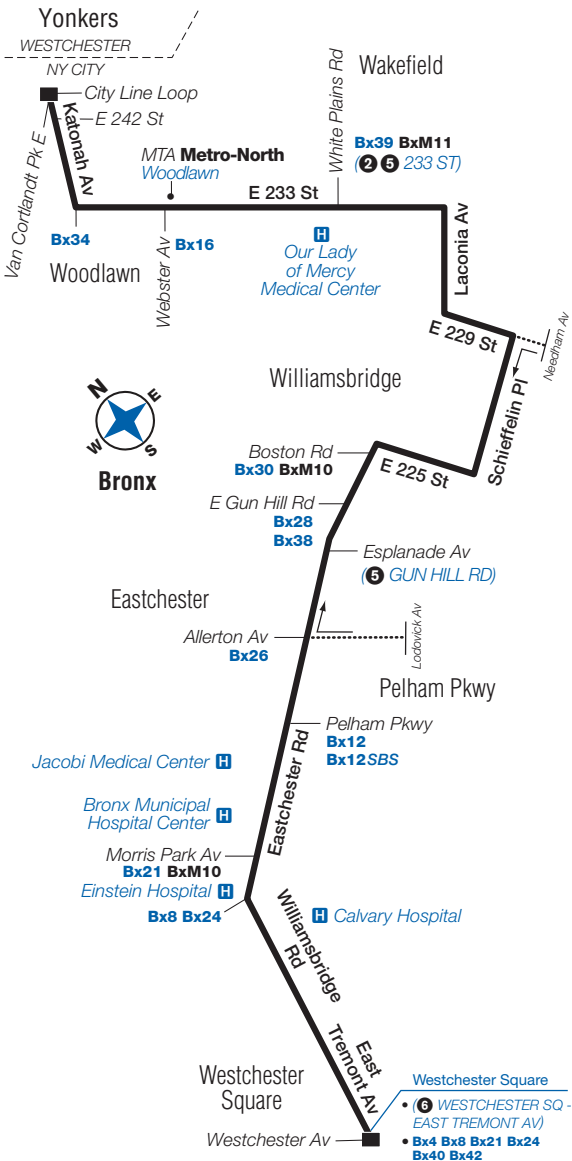 Yonkers
WESTCHESTER
NY CITY
City Line Loop
E 242 St
Katonah Av
Van Cortlandt Pk E
MTA Metro-North
Woodlawn
White Plains Rd
Wakefield
Bx39 BxM11
(2 5 233 ST)
E 233 St
Bx34
Woodlawn
Webster Av
Bx16
H
Our Lady
of Mercy
Medical Center
Laconia Av
E 229 St
Needham Av
Schieffelin Pl
Williamsbridge
N
E
W
S
Bronx
Boston Rd
Bx30 BxM10
E 225 St
E Gun Hill Rd
Bx28
Bx38
Esplanade Av
(5 GUN HILL RD)
Eastchester
Allerton Av
Bx26
Lodovick Av
Pelham Pkwy
Pelham Pkwy
Bx12
Bx12SBS
Eastchester Rd
Jacobi Medical Center H
Bronx Municipal
Hospital Center H
Morris Park Av
Bx21 BxM10
Einstein Hospital H
Bx8 Bx24
H Calvary Hospital
Williamsbridge
Rd
East
Tremont Av
Westchester
Square
Westchester Av
Westchester Square
• (6 WESTCHESTER SQ -
EAST TREMONT AV)
• Bx4 Bx8 Bx21 Bx24
Bx40 Bx42